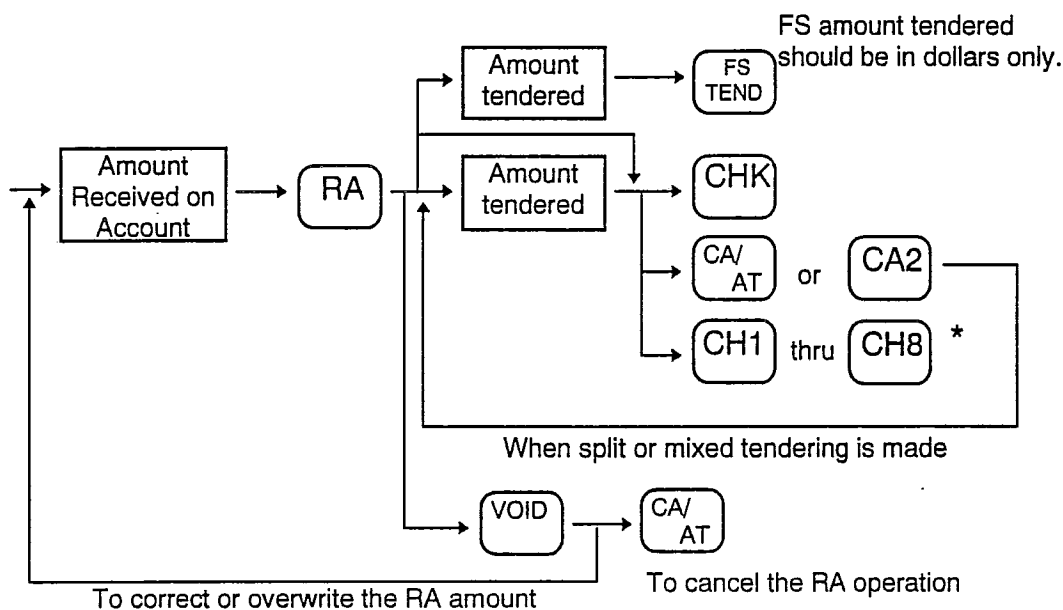 FS amount tendered
should be in dollars only.
Amount
tendered
FS
TEND
Amount
Received on
Account
RA
Amount
tendered
CHK
CA/
AT
or
CA2
CH1
thru
CH8
*
When split or mixed tendering is made
VOID
CA/
AT
To correct or overwrite the RA amount
To cancel the RA operation